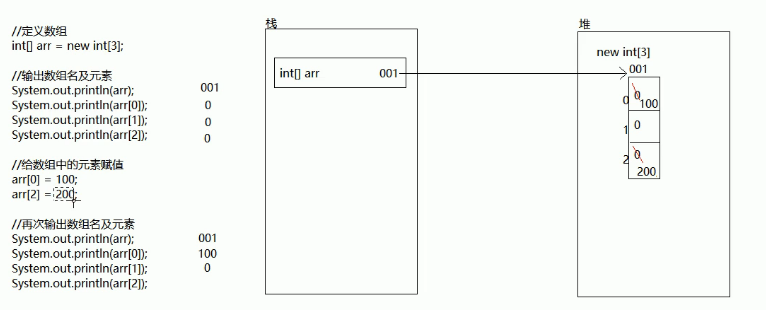 //定义数组
int[] arr = new int[3];
//输出数组名及元素
System.out.println(arr); 001
System.out.println(arr[0]); 0
System.out.println(arr[1]); 0
System.out.println(arr[2]); 0
//给数组中的元素赋值
arr[0] = 100;
arr[2] = 200;
//再次输出数组名及元素
System.out.println(arr); 001
System.out.println(arr[0]); 100
System.out.println(arr[1]); 0
System.out.println(arr[2]);
栈
int[] arr 001
堆
new int[3]
001
0 0 100
1 0
2 0 200